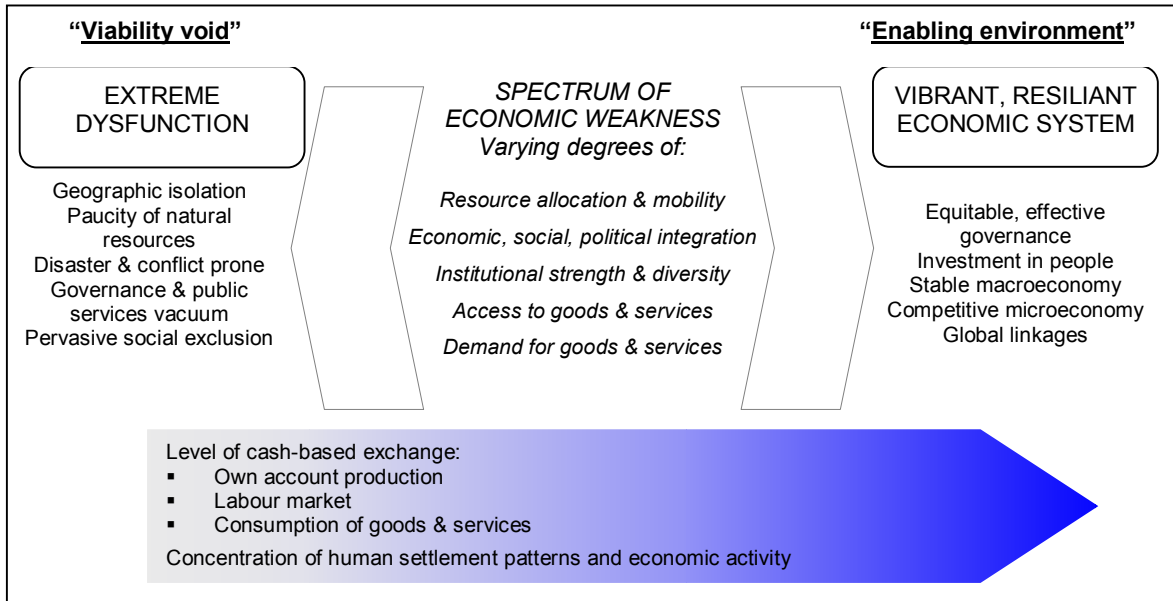 “Viability void”
“Enabling environment”
EXTREME
DYSFUNCTION
Geographic isolation
Paucity of natural
resources
Disaster & conflict prone
Governance & public
services vacuum
Pervasive social exclusion
SPECTRUM OF
ECONOMIC WEAKNESS
Varying degrees of:
Resource allocation & mobility
Economic, social, political integration
Institutional strength & diversity
Access to goods & services
Demand for goods & services
VIBRANT, RESILIANT
ECONOMIC SYSTEM
Equitable, effective
governance
Investment in people
Stable macroeconomy
Competitive microeconomy
Global linkages
Level of cash-based exchange:
▪ Own account production
▪ Labour market
▪ Consumption of goods & services
Concentration of human settlement patterns and economic activity